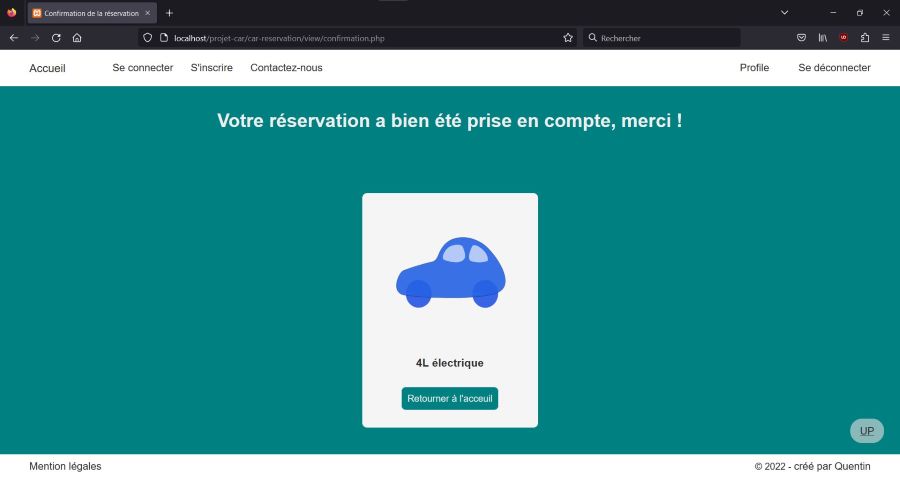 Confirmation de la réservation
localhost/projet-car/car-reservation/view/confirmation.php
Rechercher
Accueil Se connecter S'inscrire Contactez-nous Profile Se déconnecter
Votre réservation a bien été prise en compte, merci !
4L électrique
Retourner á l'acceuil
UP
Mention légales © 2022 - créé par Quentin